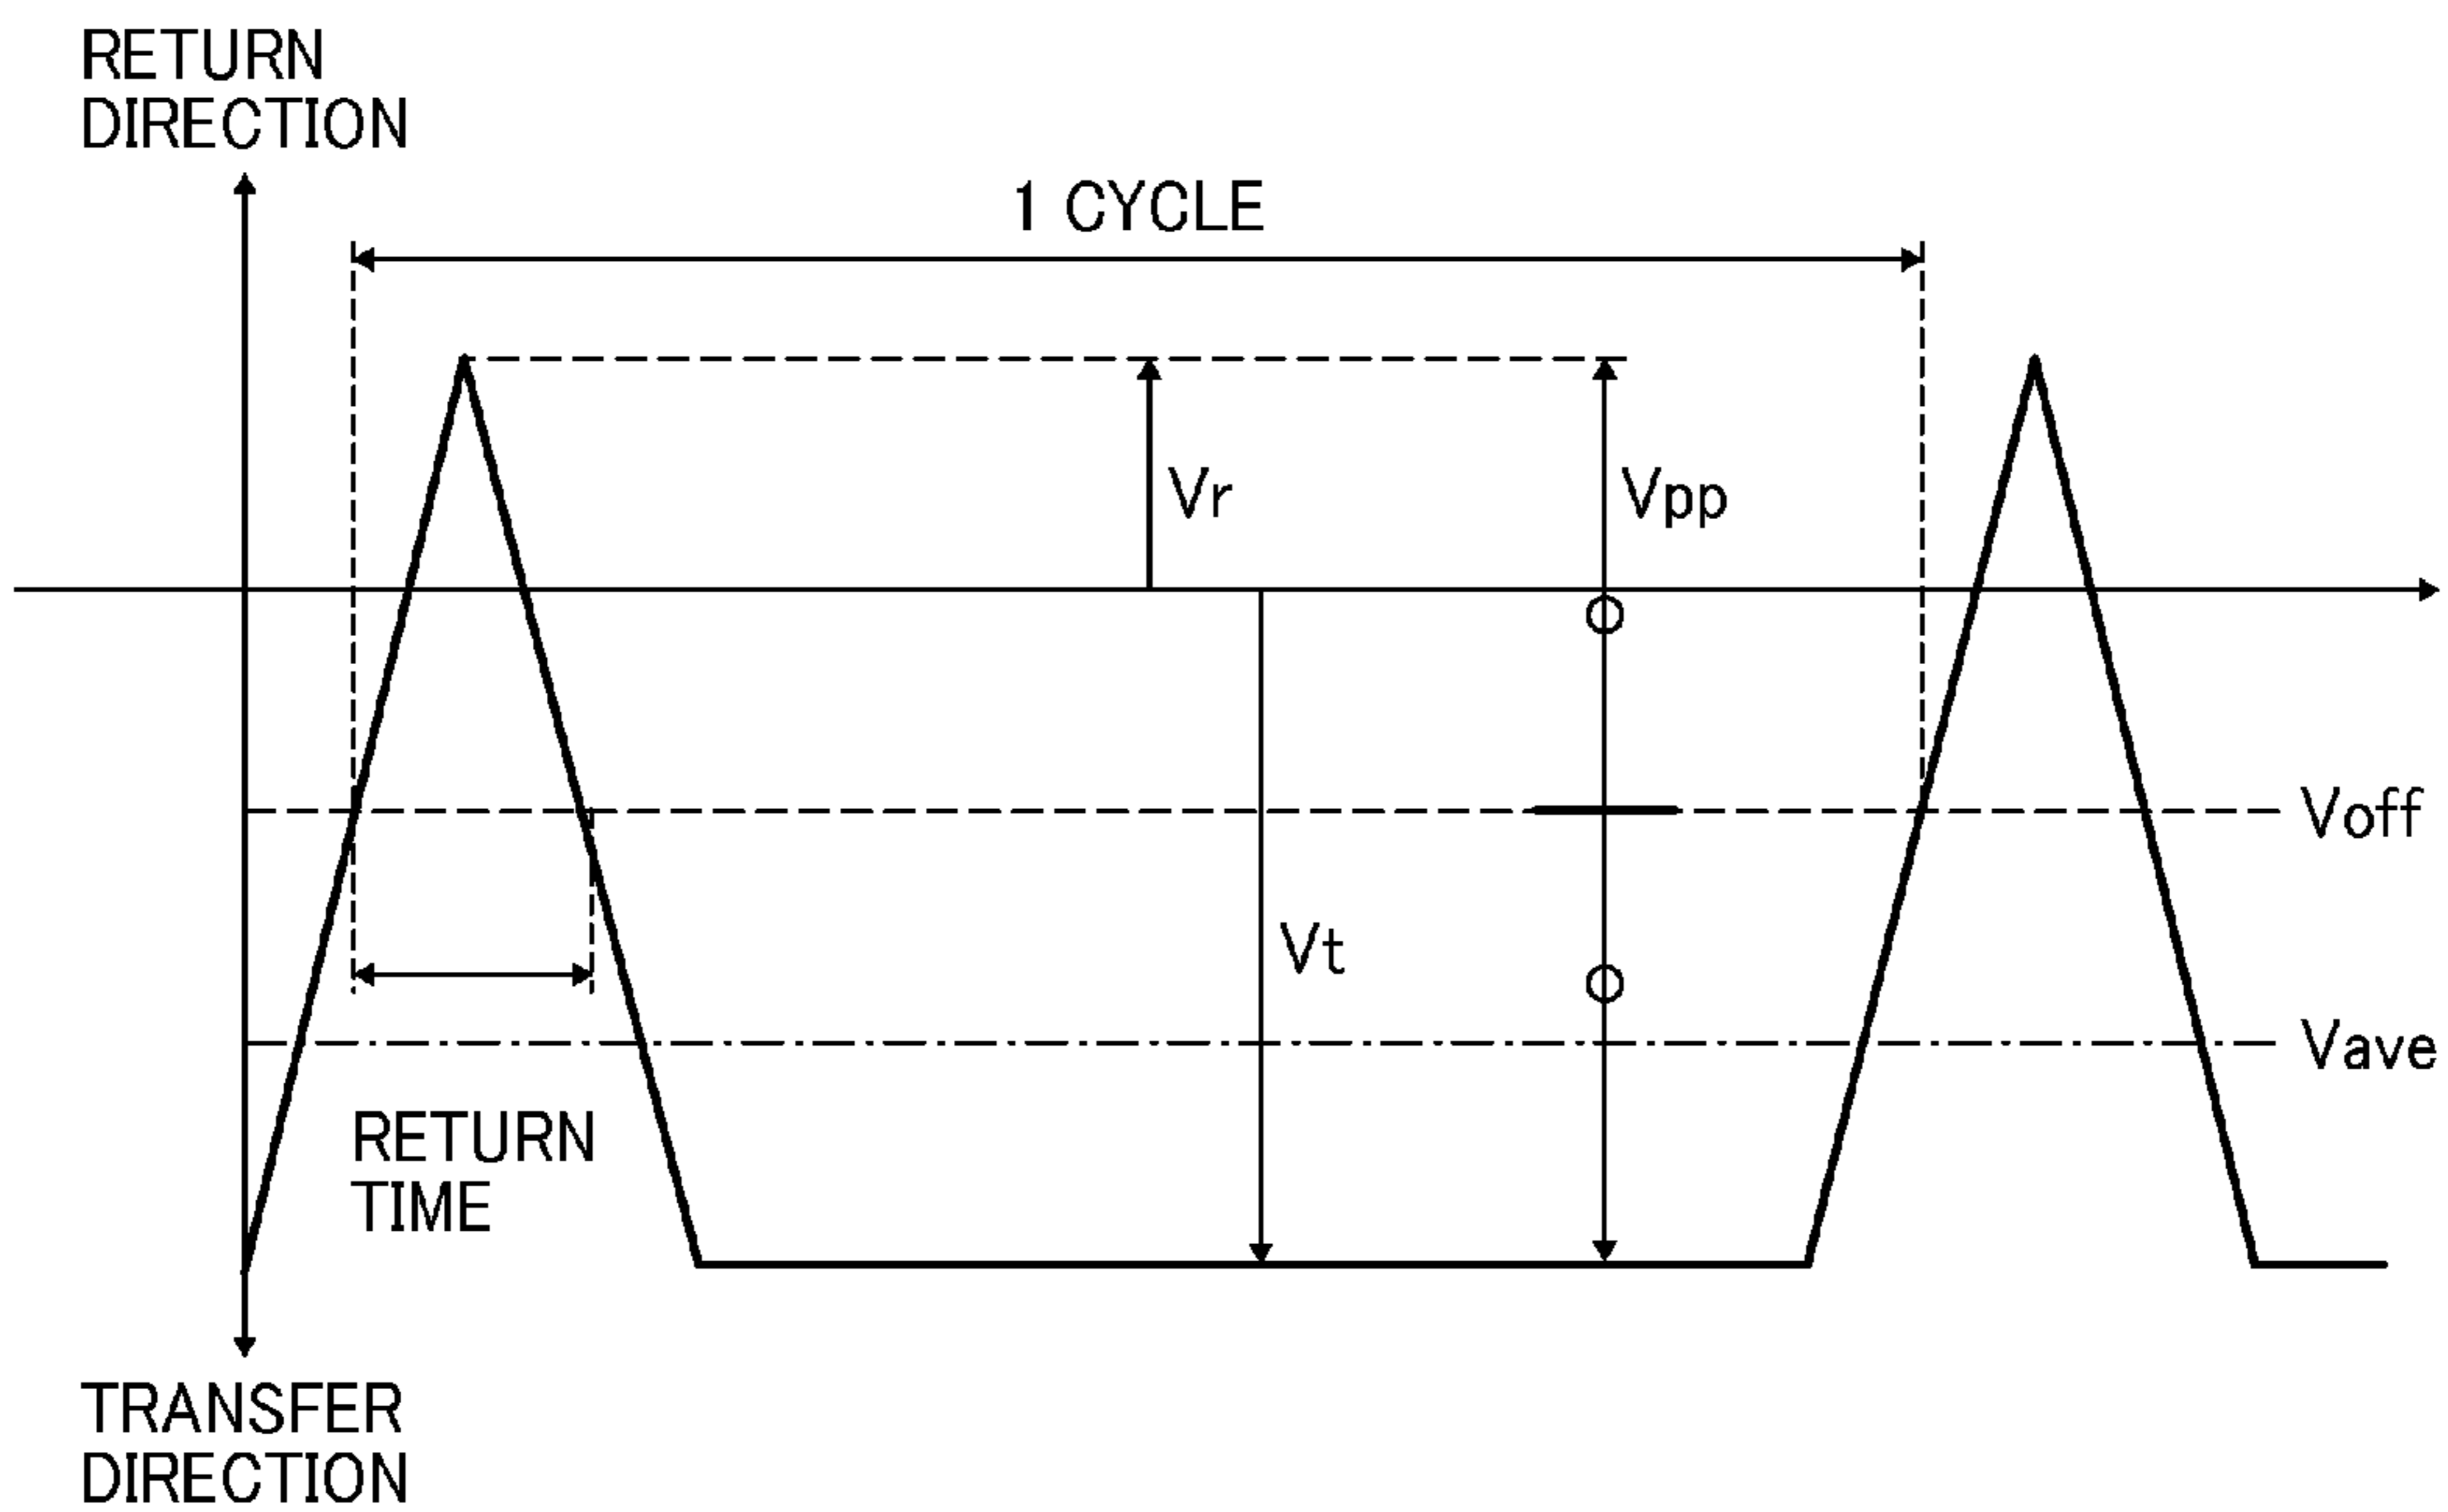 RETURN
DIRECTION
1 CYCLE
Vr
Vpp
Voff
Vt
Vave
RETURN
TIME
TRANSFER
DIRECTION